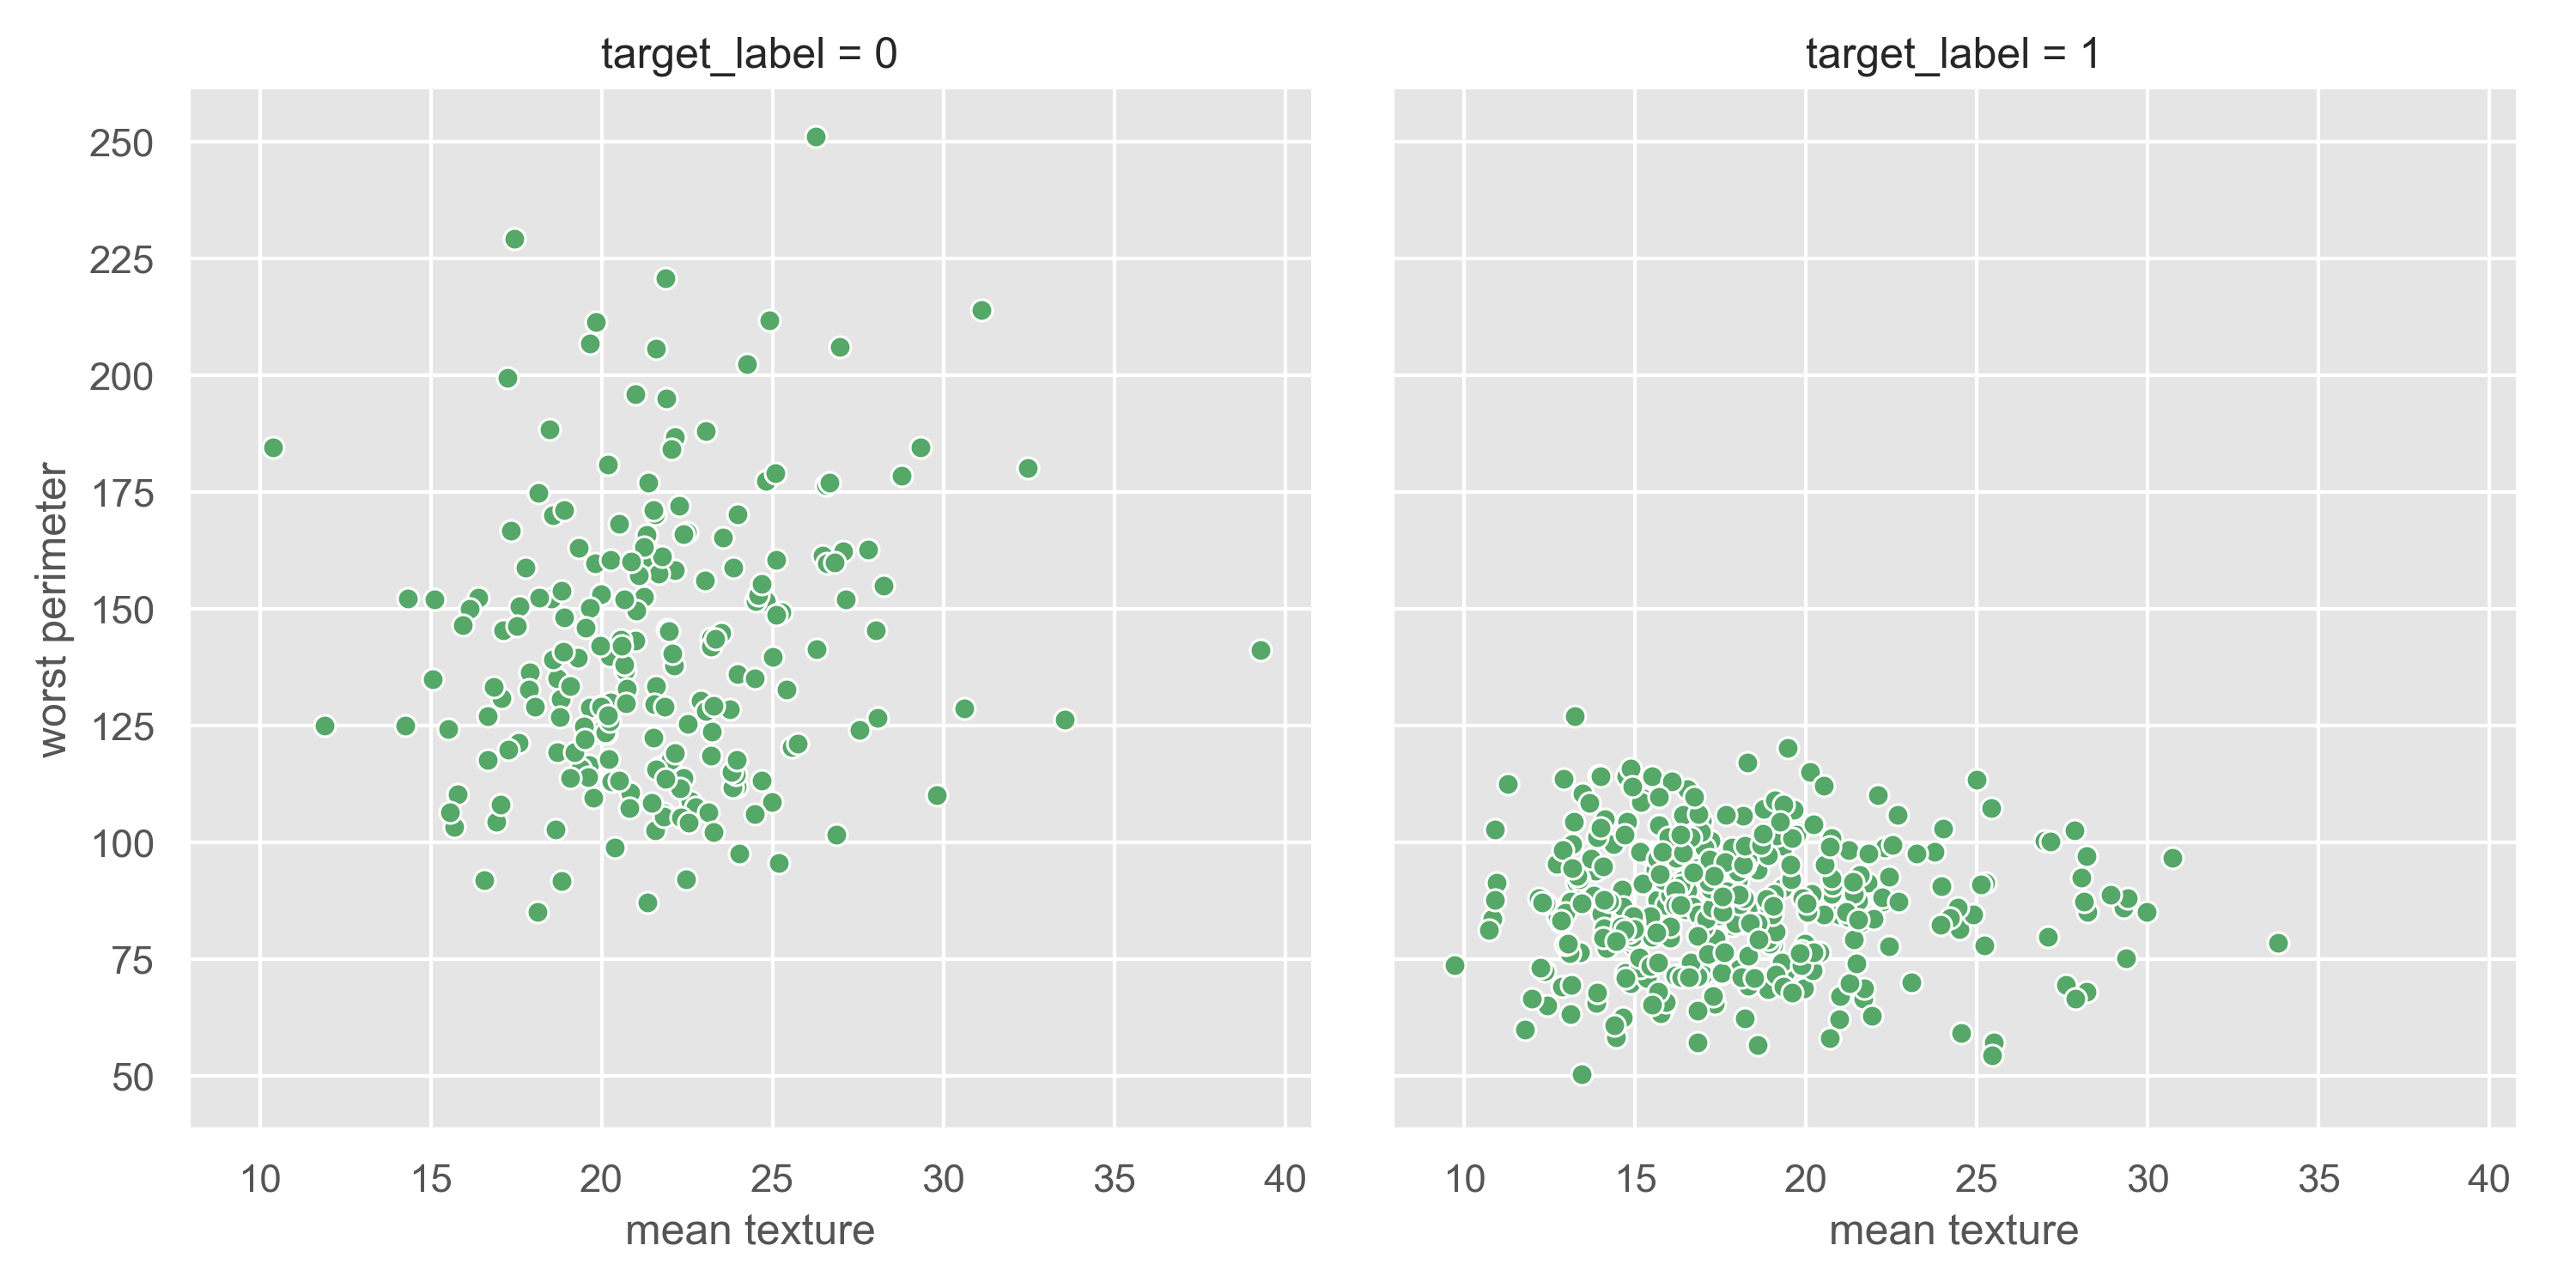 target_label = 0
target_label = 1
250
225
200
175
150
125
100
75
50
worst perimeter
10 15 20 25 30 35 40
10 15 20 25 30 35 40
mean texture
mean texture